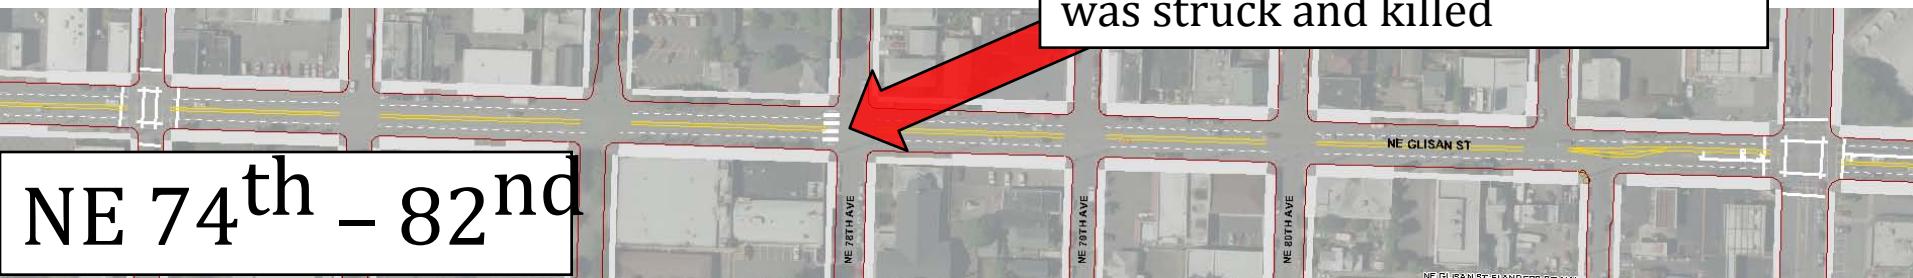 was struck and killed
NE GLISAN ST
NE 74th – 82nd
NE 78TH AVE
NE 79TH AVE
NE 80TH AVE